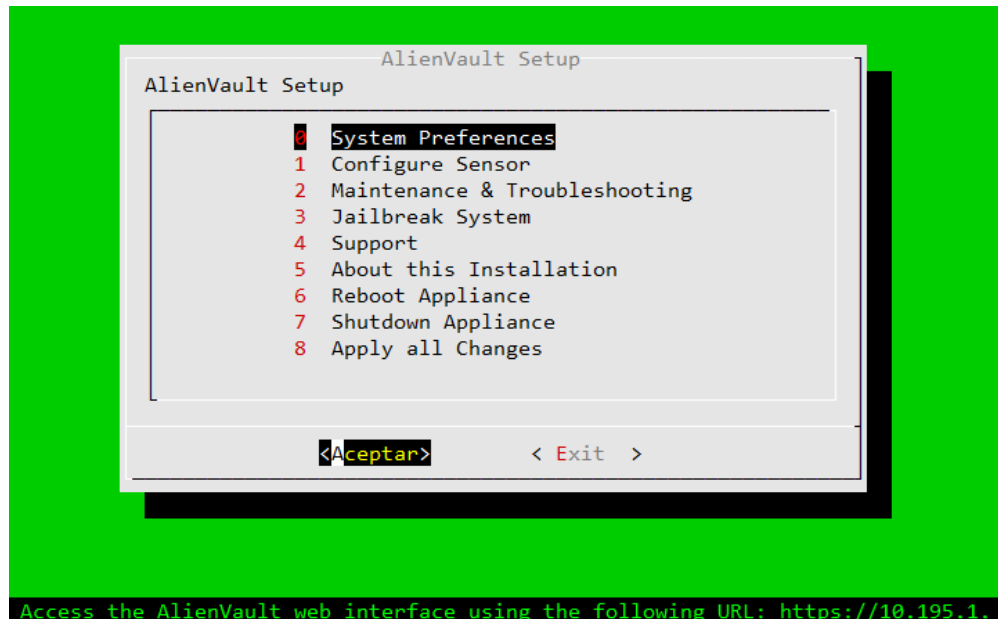 AlienVault Setup
AlienVault Setup
0 System Preferences
1 Configure Sensor
2 Maintenance & Troubleshooting
3 Jailbreak System
4 Support
5 About this Installation
6 Reboot Appliance
7 Shutdown Appliance
8 Apply all Changes
<Aceptar> < Exit >
Access the AlienVault web interface using the following URL: https://10.195.1.